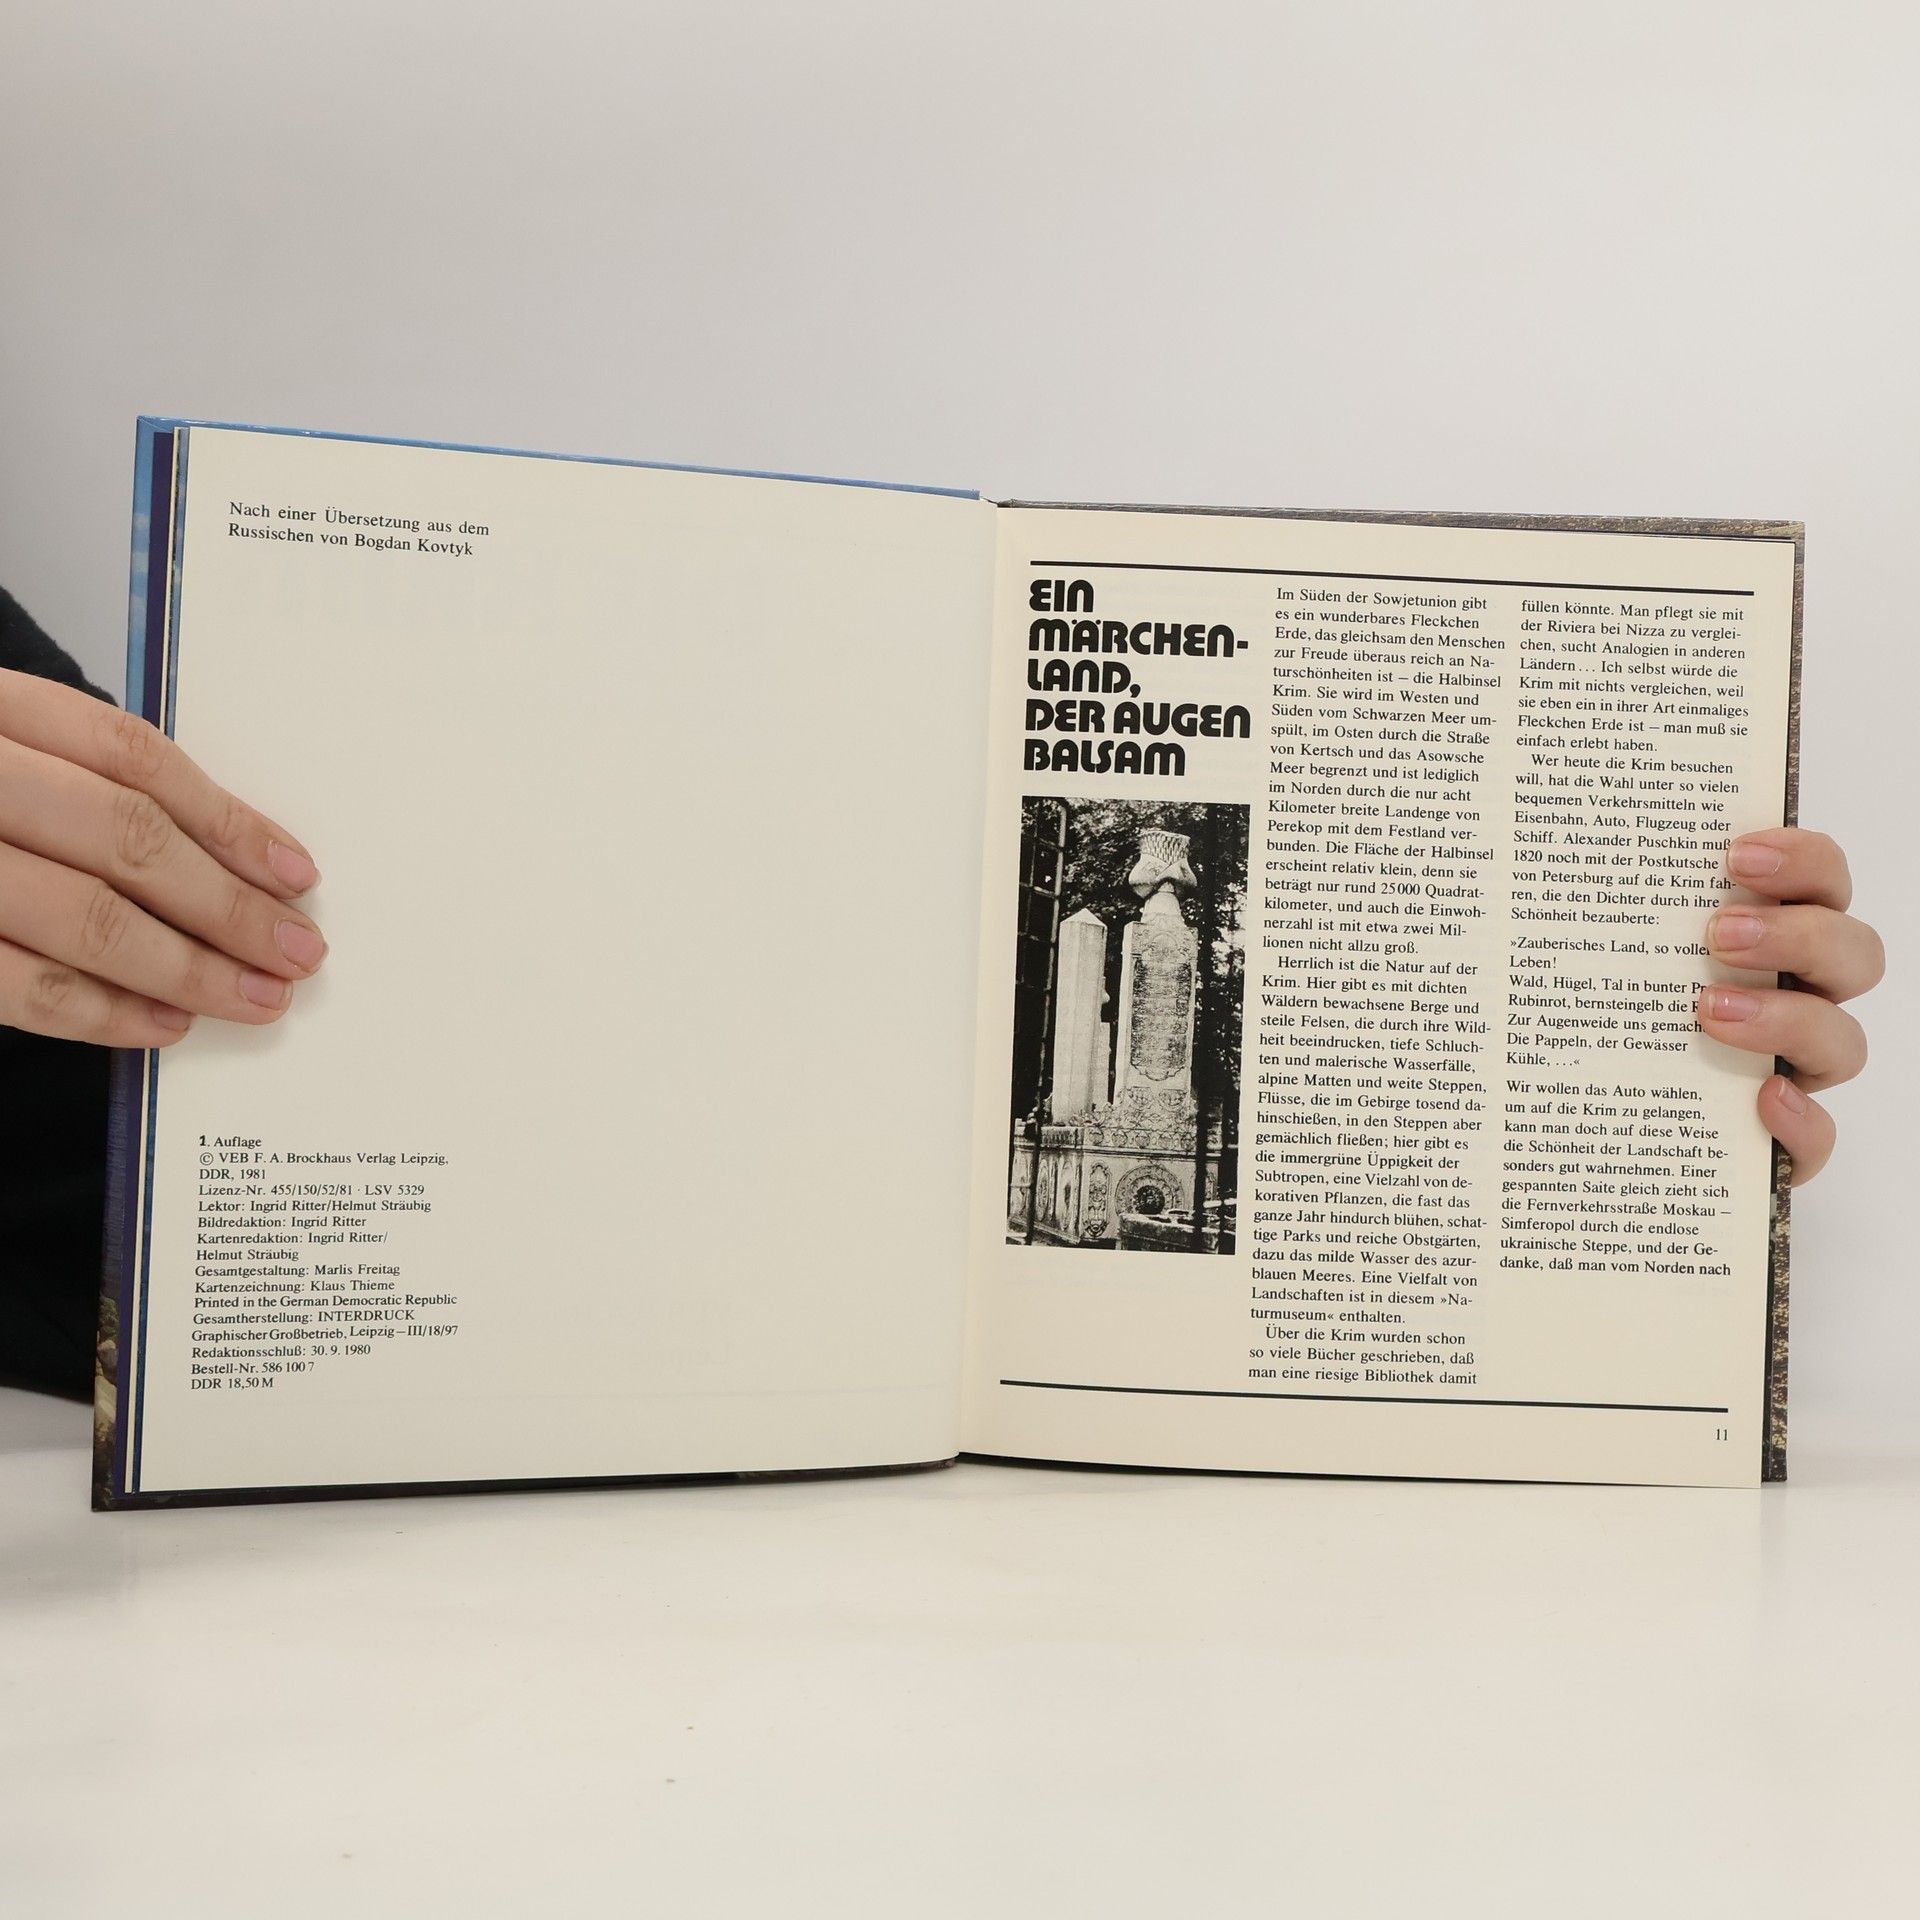 Nach einer Übersetzung aus dem
Russischen von Bogdan Kovtyk
1. Auflage
© VEB F. A. Brockhaus Verlag Leipzig,
DDR, 1981
Lizenz-Nr. 455/150/52/81 · LSV 5329
Lektor: Ingrid Ritter/Helmut Sträubig
Bildredaktion: Ingrid Ritter
Kartenredaktion: Ingrid Ritter/
Helmut Sträubig
Gesamtgestaltung: Marlis Freitag
Kartenzeichnung: Klaus Thieme
Printed in the German Democratic Republic
Gesamtherstellung: INTERDRUCK
Graphischer Großbetrieb, Leipzig–III/18/97
Redaktionsschluß: 30. 9. 1980
Bestell-Nr. 586 100 7
DDR 18,50 M
EIN
MÄRCHEN-
LAND,
DER AUGEN
BALSAM
Im Süden der Sowjetunion gibt
es ein wunderbares Fleckchen
Erde, das gleichsam den Menschen
zur Freude überaus reich an Na-
turschönheiten ist – die Halbinsel
Krim. Sie wird im Westen und
Süden vom Schwarzen Meer um-
spült, im Osten durch die Straße
von Kertsch und das Asowsche
Meer begrenzt und ist lediglich
im Norden durch die nur acht
Kilometer breite Landenge von
Perekop mit dem Festland ver-
bunden. Die Fläche der Halbinsel
erscheint relativ klein, denn sie
beträgt nur rund 25 000 Quadrat-
kilometer, und auch die Einwoh-
nerzahl ist mit etwa zwei Mil-
lionen nicht allzu groß.
Herrlich ist die Natur auf der
Krim. Hier gibt es mit dichten
Wäldern bewachsene Berge und
steile Felsen, die durch ihre Wild-
heit beeindrucken, tiefe Schluch-
ten und malerische Wasserfälle,
alpine Matten und weite Steppen,
Flüsse, die im Gebirge tosend da-
hinschießen, in den Steppen aber
gemächlich fließen; hier gibt es
die immergrüne Üppigkeit der
Subtropen, eine Vielzahl von de-
korativen Pflanzen, die fast das
ganze Jahr hindurch blühen, schat-
tige Parks und reiche Obstgärten,
dazu das milde Wasser des azur-
blauen Meeres. Eine Vielfalt von
Landschaften ist in diesem »Na-
turmuseum« enthalten.
Über die Krim wurden schon
so viele Bücher geschrieben, daß
man eine riesige Bibliothek damit
füllen könnte. Man pflegt sie mit
der Riviera bei Nizza zu verglei-
chen, sucht Analogien in anderen
Ländern . . . Ich selbst würde die
Krim mit nichts vergleichen, weil
sie eben ein in ihrer Art einmaliges
Fleckchen Erde ist – man muß sie
einfach erlebt haben.
Wer heute die Krim besuchen
will, hat die Wahl unter so vielen
bequemen Verkehrsmitteln wie
Eisenbahn, Auto, Flugzeug oder
Schiff. Alexander Puschkin muß
1820 noch mit der Postkutsche
von Petersburg auf die Krim fah-
ren, die den Dichter durch ihre
Schönheit bezauberte:
»Zauberisches Land, so voller
Leben!
Wald, Hügel, Tal in bunter
Rubinrot, bernsteingelb die
Zur Augenweide uns
Die Pappeln, der Gewässer
Kühle, . . .«
Wir wollen das Auto wählen,
um auf die Krim zu gelangen,
kann man doch auf diese Weise
die Schönheit der Landschaft be-
sonders gut wahrnehmen. Einer
gespannten Saite gleich zieht sich
die Fernverkehrsstraße Moskau –
Simferopol durch die endlose
ukrainische Steppe, und der Ge-
danke, daß man vom Norden nach
11